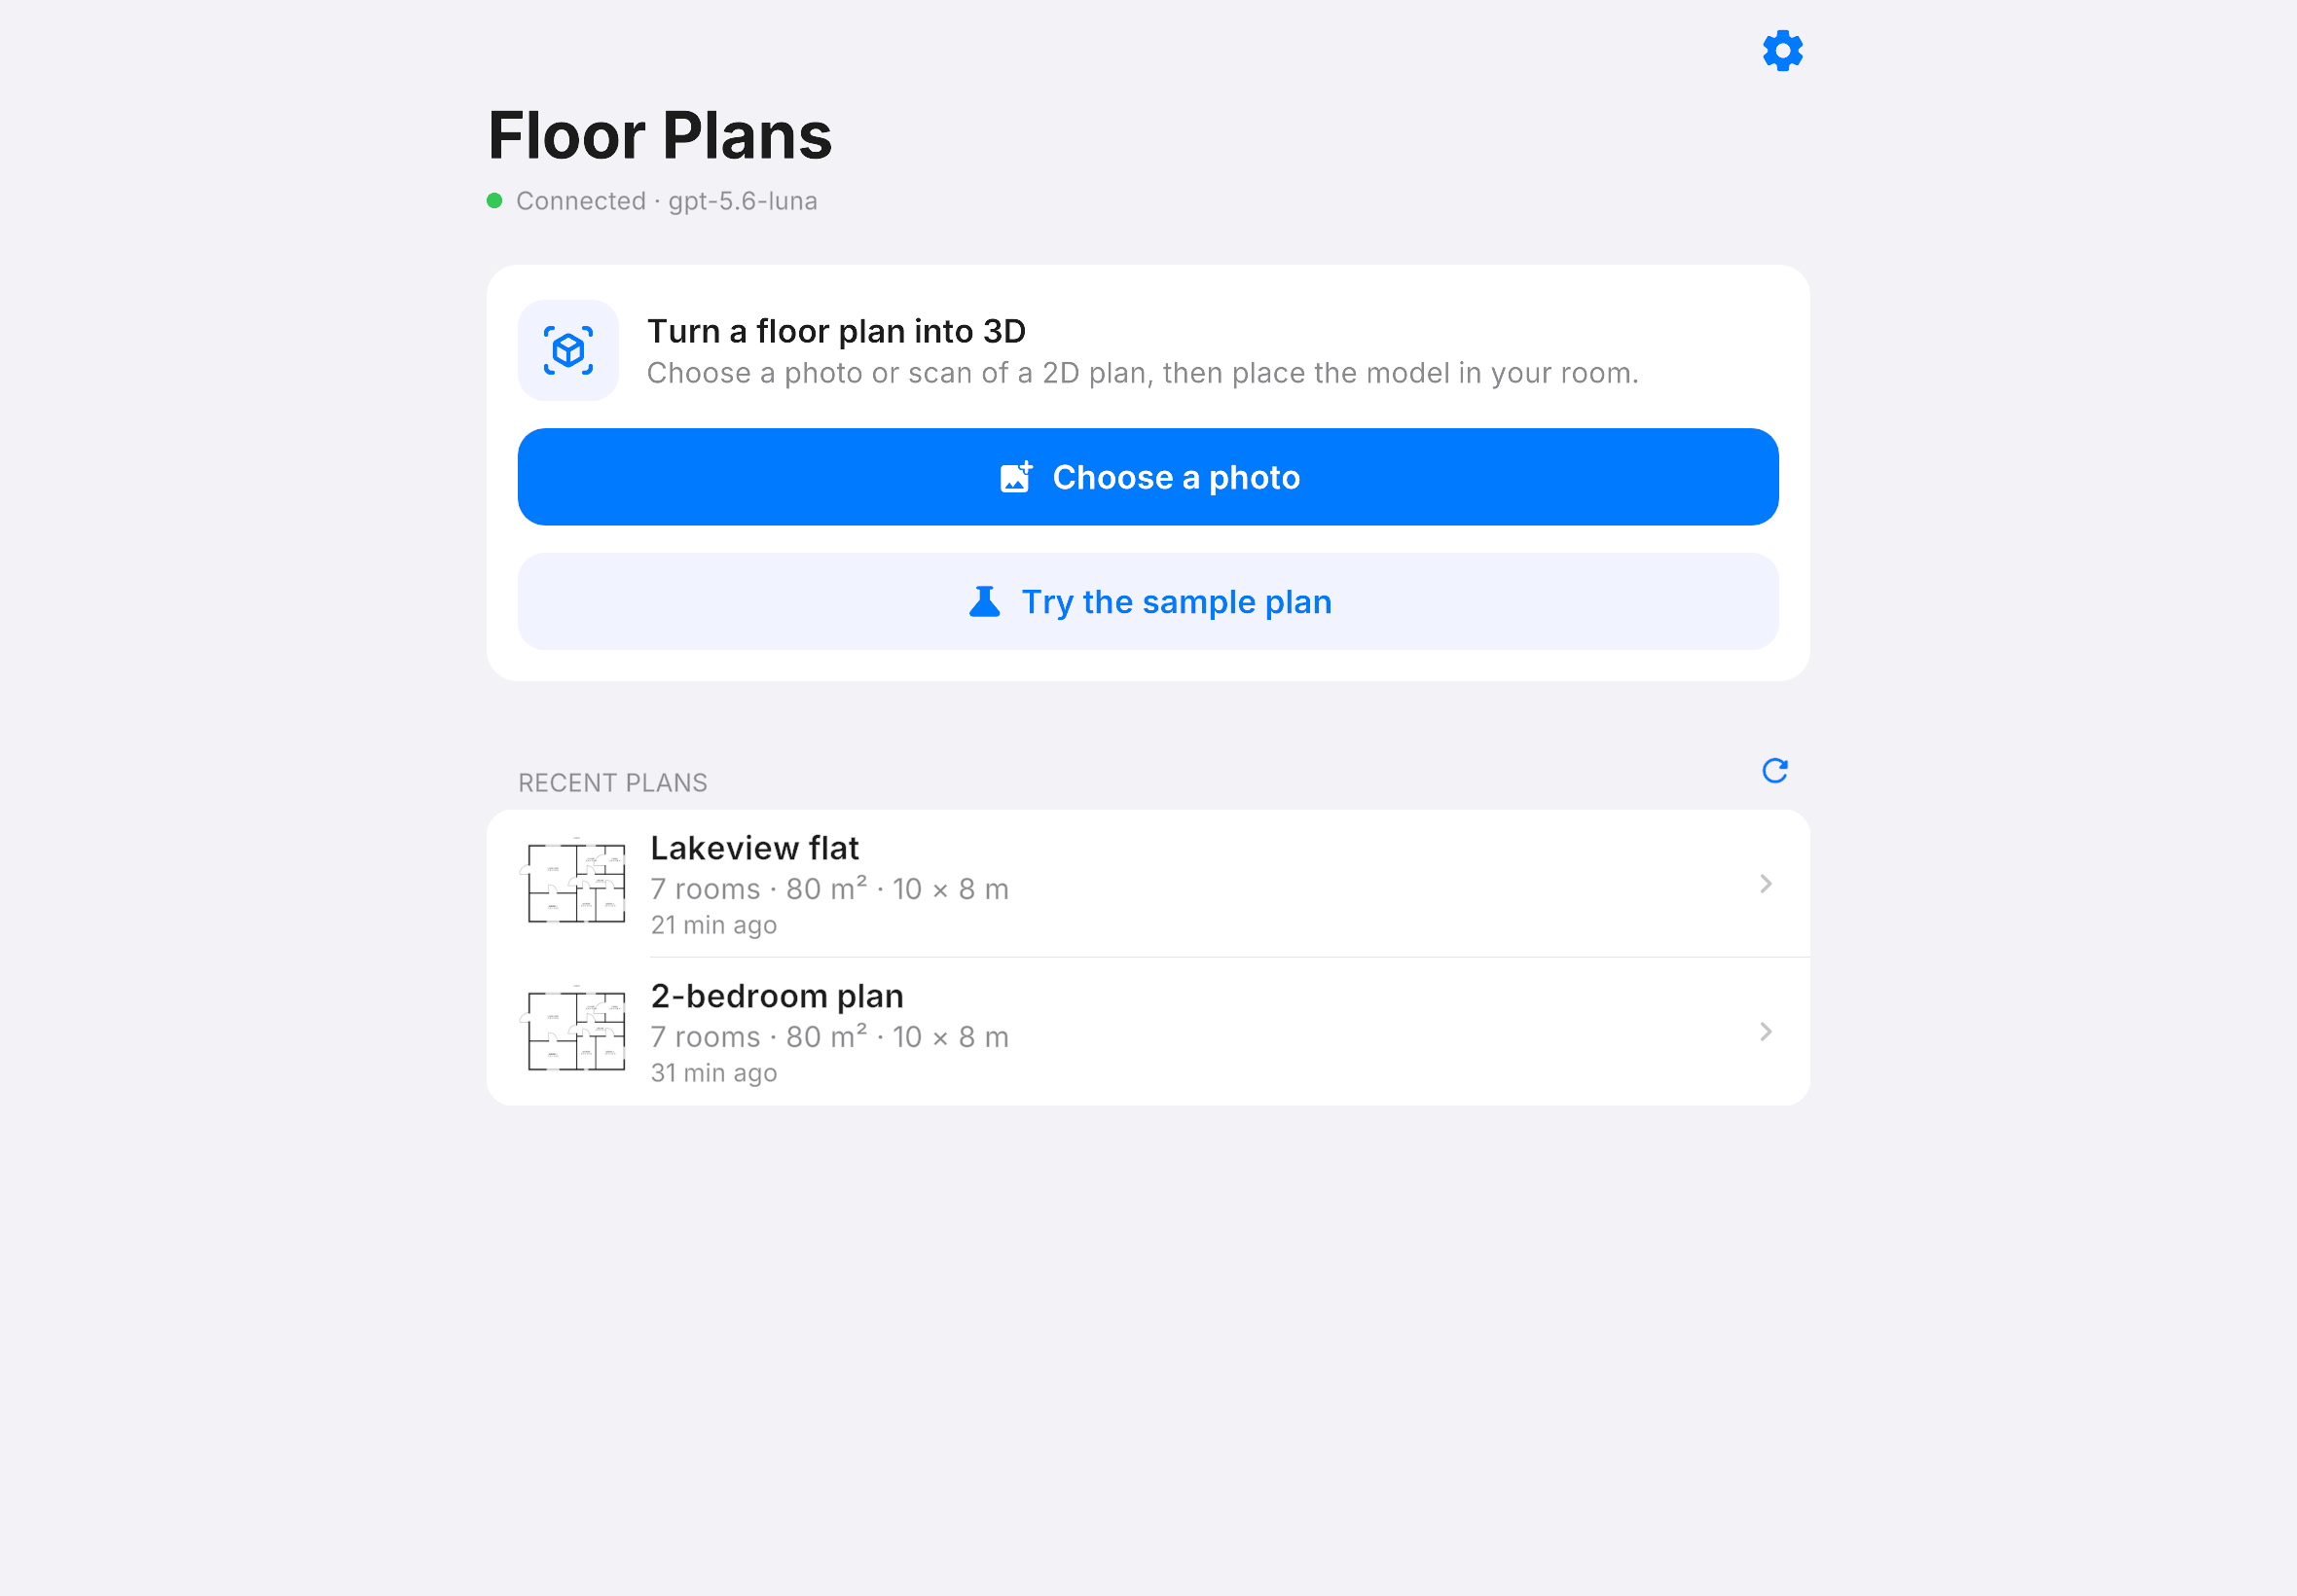 Floor Plans
Connected · gpt-5.6-luna
Turn a floor plan into 3D
Choose a photo or scan of a 2D plan, then place the model in your room.
Choose a photo
Try the sample plan
RECENT PLANS
Lakeview flat
7 rooms · 80 m² · 10 × 8 m
21 min ago
2-bedroom plan
7 rooms · 80 m² · 10 × 8 m
31 min ago